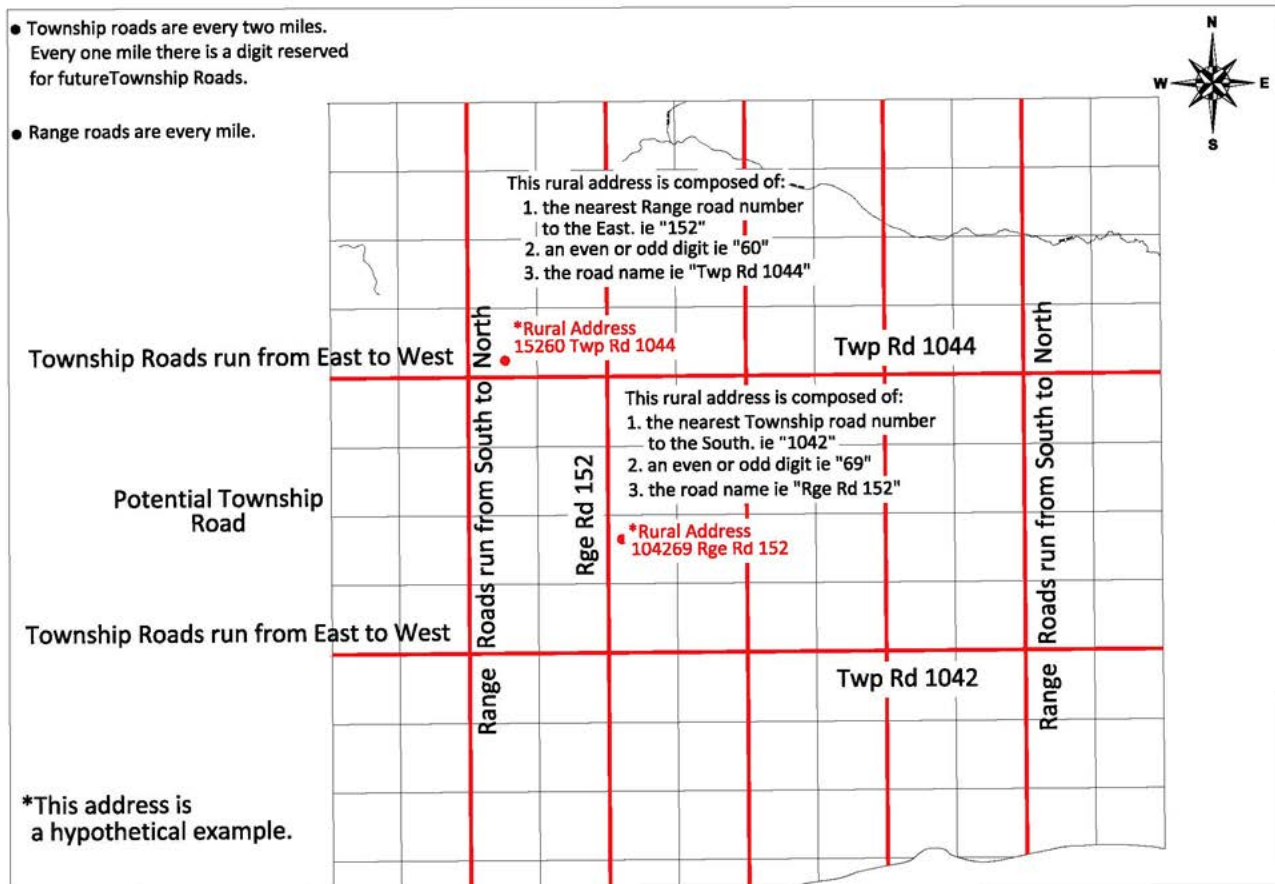 ● Township roads are every two miles.
Every one mile there is a digit reserved
for futureTownship Roads.
● Range roads are every mile.
N
W E
S
This rural address is composed of:
1. the nearest Range road number
to the East. ie "152"
2. an even or odd digit ie "60"
3. the road name ie "Twp Rd 1044"
*Rural Address
15260 Twp Rd 1044
Township Roads run from East to West
Twp Rd 1044
This rural address is composed of:
1. the nearest Township road number
to the South. ie "1042"
2. an even or odd digit ie "69"
3. the road name ie "Rge Rd 152"
Potential Township
Road
Rge Rd 152
*Rural Address
104269 Rge Rd 152
Range Roads run from South to North
Range Roads run from South to North
Township Roads run from East to West
Twp Rd 1042
*This address is
a hypothetical example.